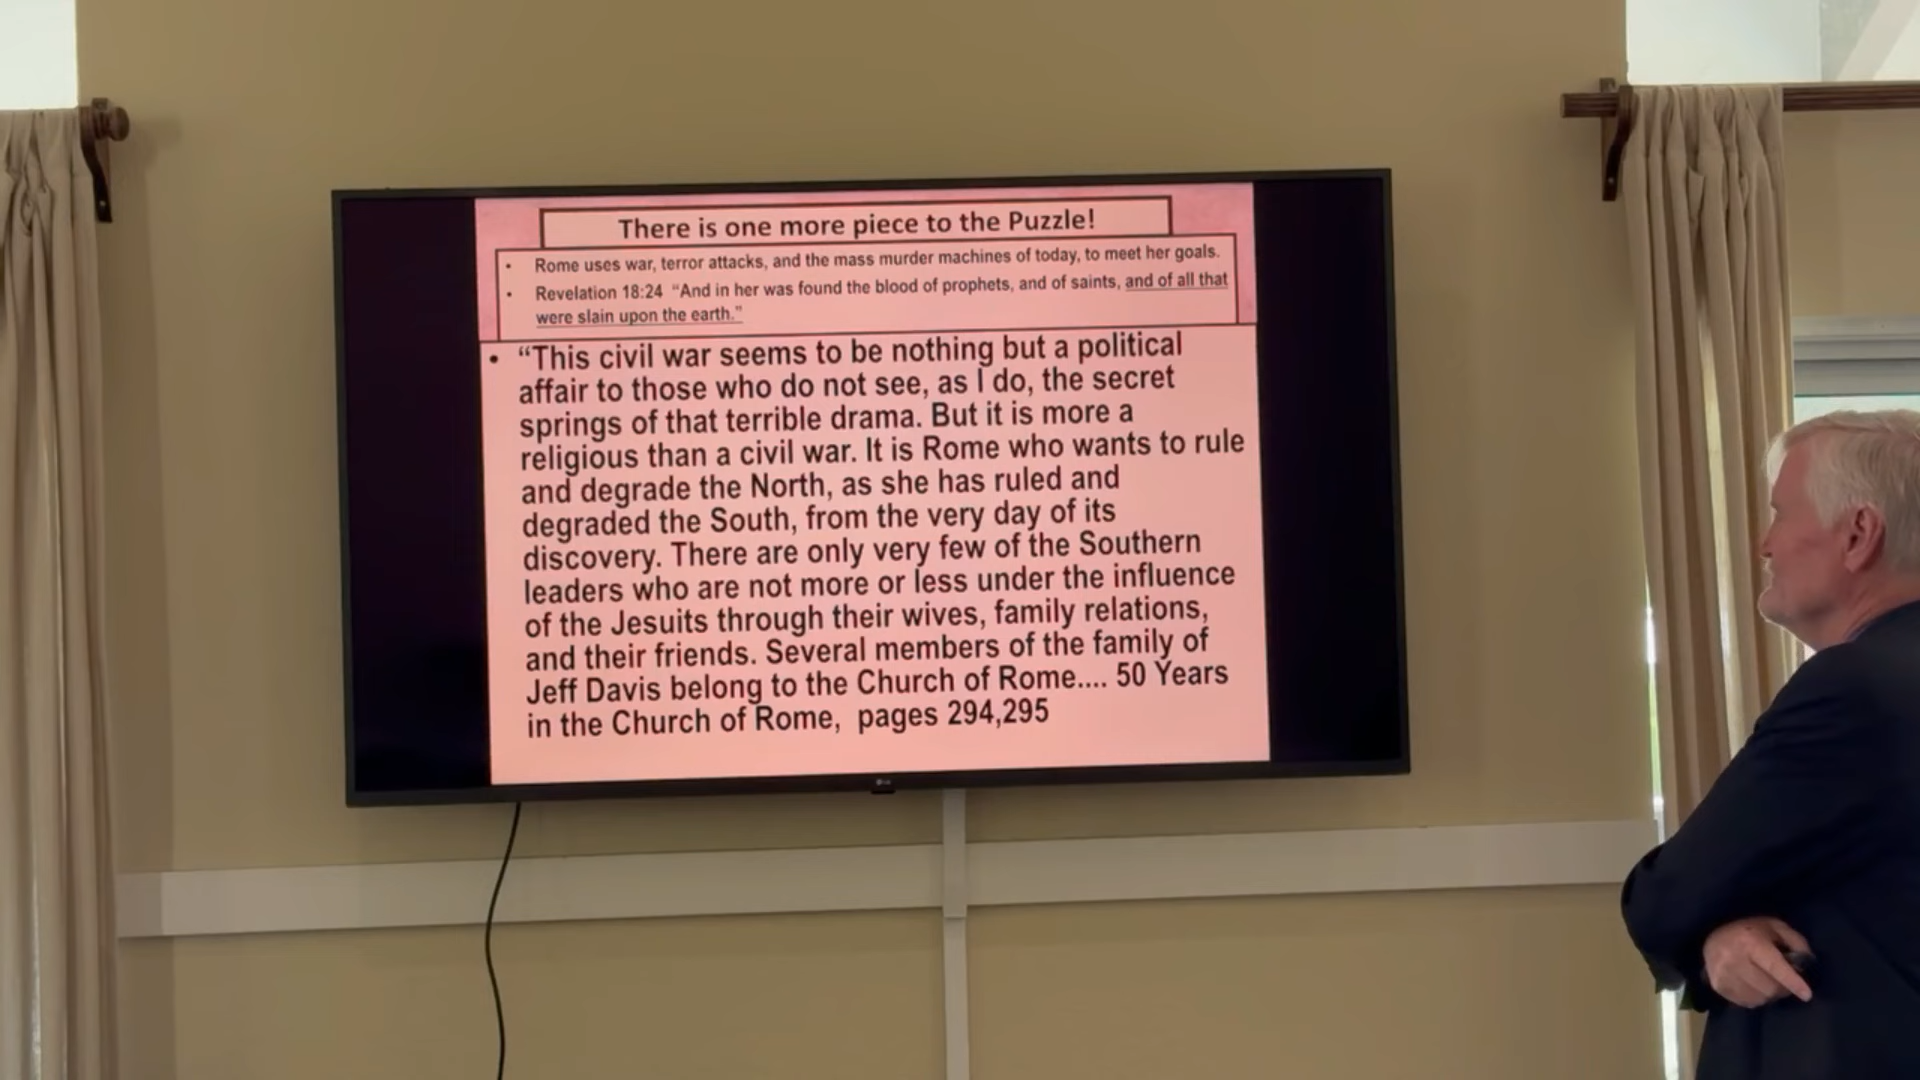 There is one more piece to the Puzzle!
• Rome uses war, terror attacks, and the mass murder machines of today, to meet her goals.
• Revelation 18:24 "And in her was found the blood of prophets, and of saints, and of all that
were slain upon the earth."
• “This civil war seems to be nothing but a political
affair to those who do not see, as I do, the secret
springs of that terrible drama. But it is more a
religious than a civil war. It is Rome who wants to rule
and degrade the North, as she has ruled and
degraded the South, from the very day of its
discovery. There are only very few of the Southern
leaders who are not more or less under the influence
of the Jesuits through their wives, family relations,
and their friends. Several members of the family of
Jeff Davis belong to the Church of Rome.... 50 Years
in the Church of Rome, pages 294,295
LG